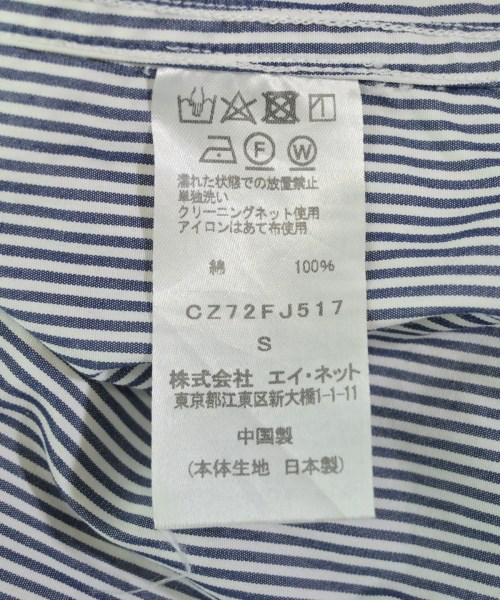 F W
濡れた状態での放置禁止
単独洗い
クリーニングネット使用
アイロンはあて布使用
綿 100%
CZ72FJ517
S
株式会社 エイ・ネット
東京都江東区新大橋1-1-11
中国製
(本体生地 日本製)